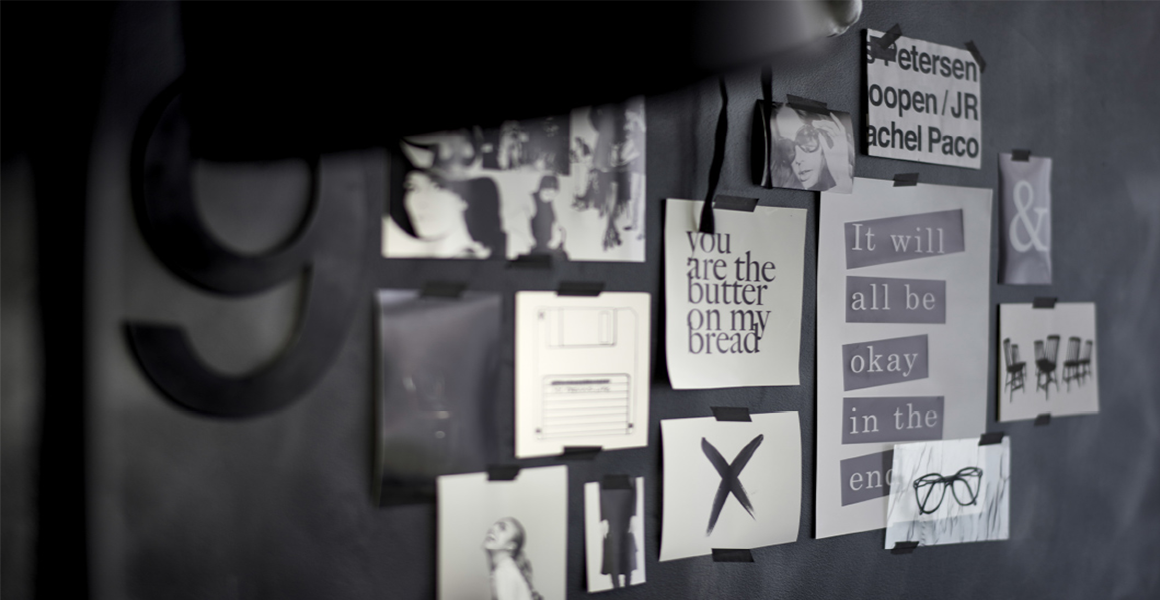 9
Petersen
oopen / JR
achel Paco
&
you
are the
butter
on my
bread
It will
all be
okay
in the
X